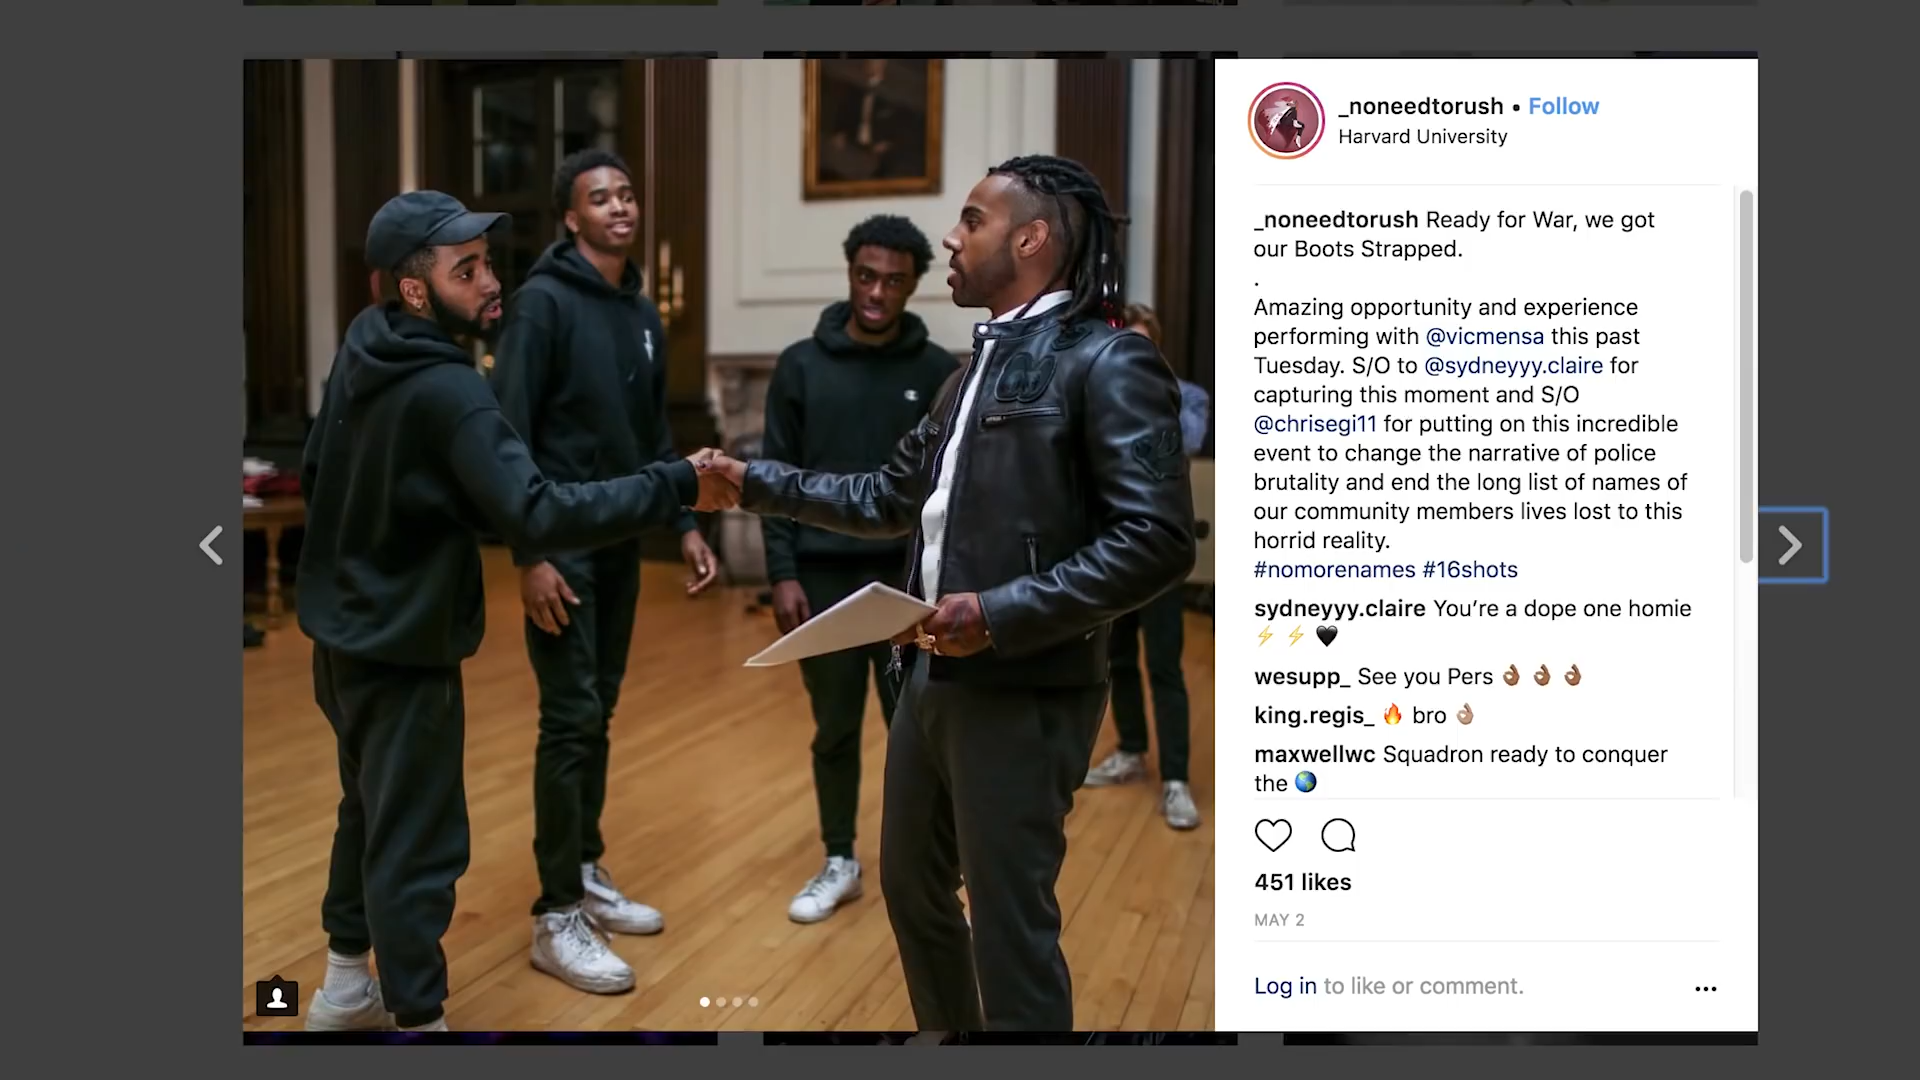 _noneedtorush • Follow
Harvard University
_noneedtorush Ready for War, we got
our Boots Strapped.
.
Amazing opportunity and experience
performing with @vicmensa this past
Tuesday. S/O to @sydneyyy.claire for
capturing this moment and S/O
@chrisegi11 for putting on this incredible
event to change the narrative of police
brutality and end the long list of names of
our community members lives lost to this
horrid reality.
#nomorenames #16shots
sydneyyy.claire You’re a dope one homie
⚡ ⚡ 🖤
wesupp_ See you Pers 👌🏾 👌🏾 👌🏾
king.regis_ 🔥 bro 👌🏽
maxwellwc Squadron ready to conquer
the 🌎
451 likes
MAY 2
Log in to like or comment.